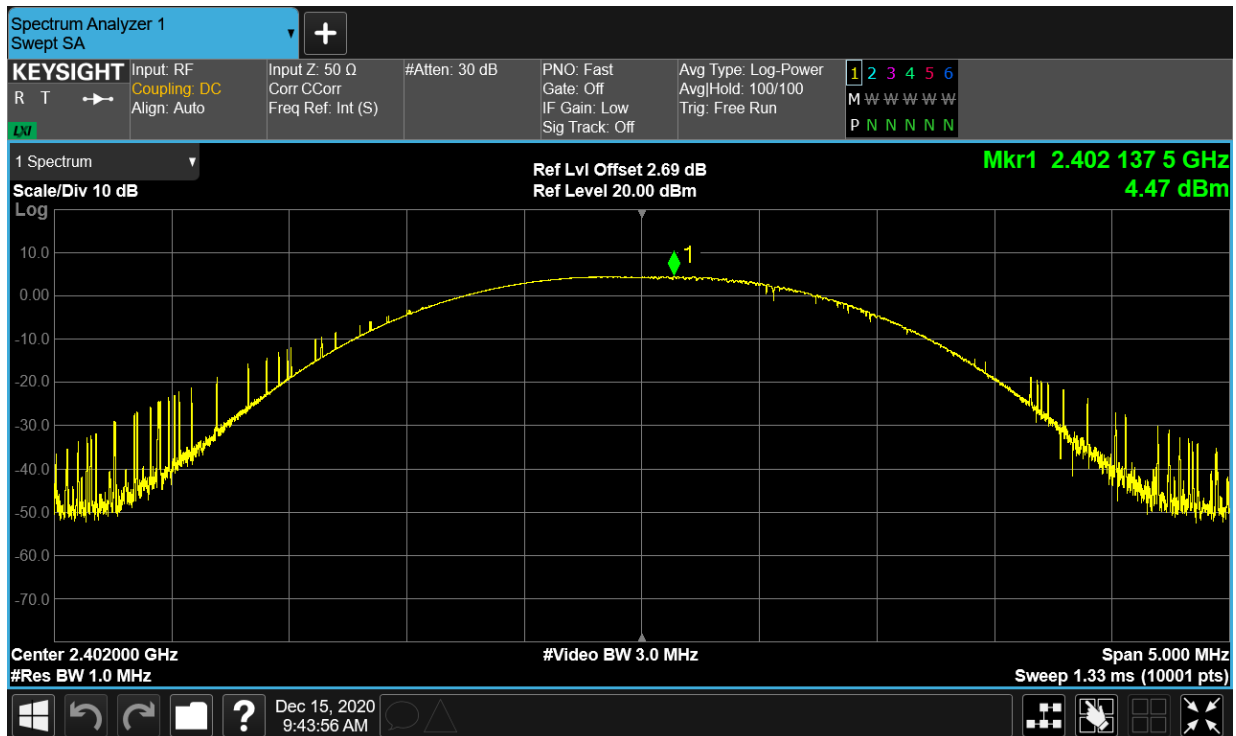 Spectrum Analyzer 1
Swept SA
KEYSIGHT
R T
LXI
Input: RF
Coupling: DC
Align: Auto
Input Z: 50 Ω
Corr CCorr
Freq Ref: Int (S)
#Atten: 30 dB
PNO: Fast
Gate: Off
IF Gain: Low
Sig Track: Off
Avg Type: Log-Power
Avg|Hold: 100/100
Trig: Free Run
1 2 3 4 5 6
M W W W W W
P N N N N N
1 Spectrum
Scale/Div 10 dB
Log
Ref Lvl Offset 2.69 dB
Ref Level 20.00 dBm
Mkr1 2.402 137 5 GHz
4.47 dBm
1
10.0
0.00
-10.0
-20.0
-30.0
-40.0
-50.0
-60.0
-70.0
Center 2.402000 GHz
#Res BW 1.0 MHz
#Video BW 3.0 MHz
Span 5.000 MHz
Sweep 1.33 ms (10001 pts)
?
Dec 15, 2020
9:43:56 AM